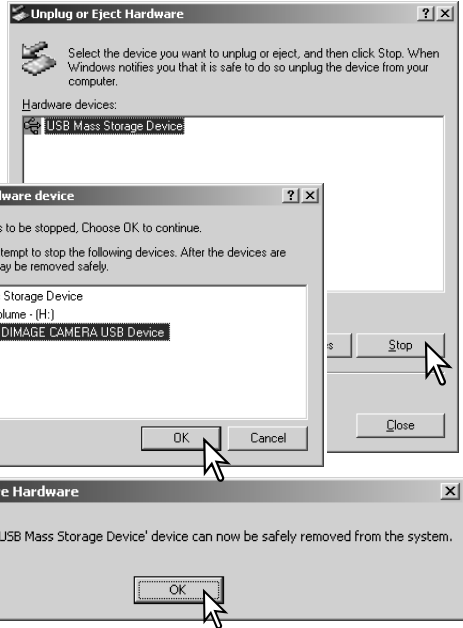 Unplug or Eject Hardware
Select the device you want to unplug or eject, and then click Stop. When
Windows notifies you that it is safe to do so unplug the device from your
computer.
Hardware devices:
USB Mass Storage Device
dware device
s to be stopped, Choose OK to continue.
tempt to stop the following devices. After the devices are
ay be removed safely.
Storage Device
olume - (H:)
DIMAGE CAMERA USB Device
OK
Cancel
s
Stop
Close
e Hardware
USB Mass Storage Device' device can now be safely removed from the system.
OK